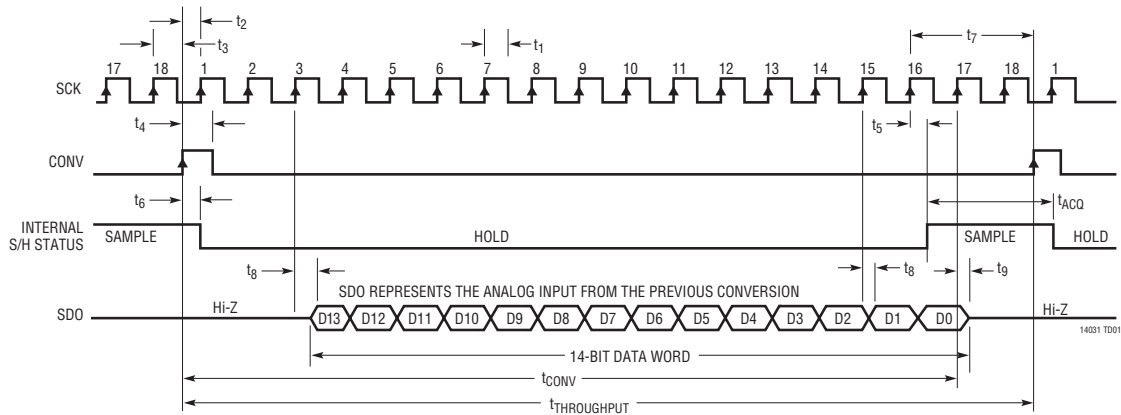 t2
t3
t1
t7
17 18 1 2 3 4 5 6 7 8 9 10 11 12 13 14 15 16 17 18 1
SCK
t4
t5
CONV
t6
tACQ
INTERNAL
S/H STATUS
SAMPLE HOLD SAMPLE HOLD
t8
t8
t9
SDO REPRESENTS THE ANALOG INPUT FROM THE PREVIOUS CONVERSION
Hi-Z
Hi-Z
SDO
D13 D12 D11 D10 D9 D8 D7 D6 D5 D4 D3 D2 D1 D0
14031 TD01
14-BIT DATA WORD
tCONV
tTHROUGHPUT